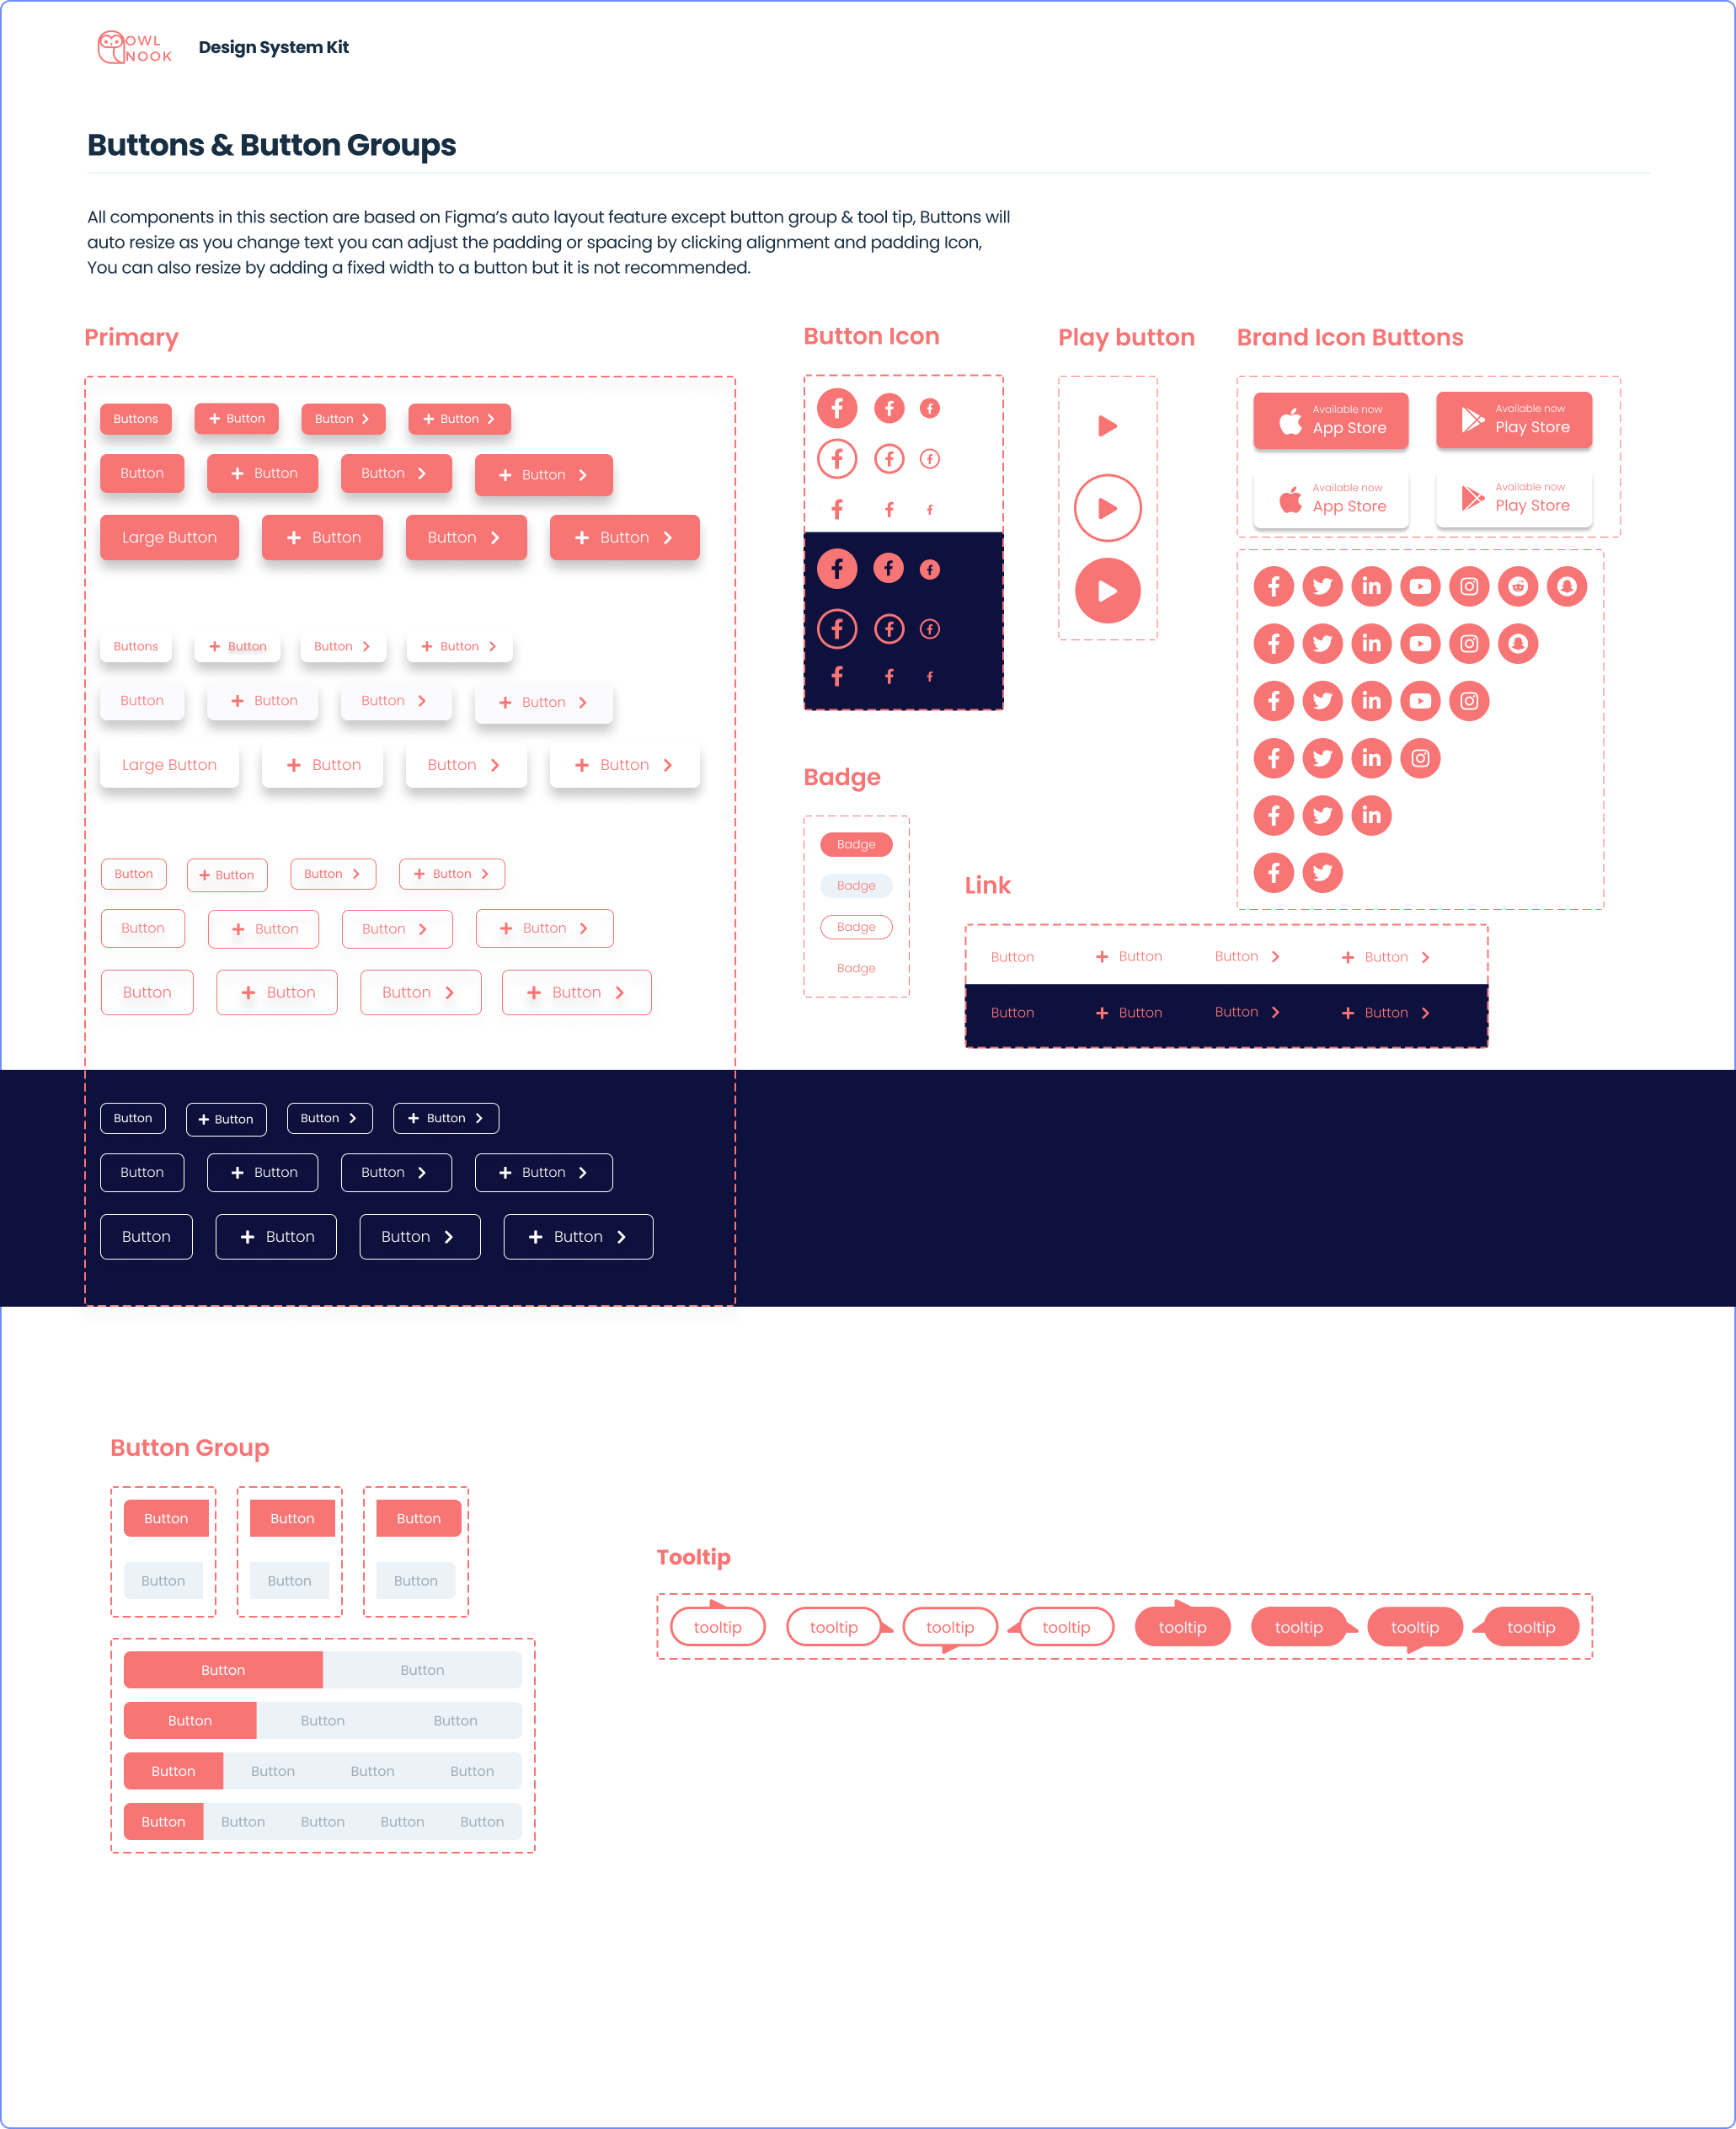 OWL
NOOK
Design System Kit
Buttons & Button Groups
All components in this section are based on Figma’s auto layout feature except button group & tool tip, Buttons will
auto resize as you change text you can adjust the padding or spacing by clicking alignment and padding Icon,
You can also resize by adding a fixed width to a button but it is not recommended.
Primary
Buttons Button Button Button
Button Button Button Button
Large Button Button Button Button
Buttons Button Button Button
Button Button Button Button
Large Button Button Button Button
Button Button Button Button
Button Button Button Button
Button Button Button Button
Button Button Button Button
Button Button Button Button
Button Button Button Button
Button Icon
Play button
Brand Icon Buttons
Available now
App Store
Available now
Play Store
Available now
App Store
Available now
Play Store
Badge
Badge
Badge
Badge
Badge
Link
Button Button Button Button
Button Button Button Button
Button Group
Button Button Button
Button Button Button
Button Button
Button Button Button
Button Button Button Button
Button Button Button Button Button
Tooltip
tooltip tooltip tooltip tooltip tooltip tooltip tooltip tooltip